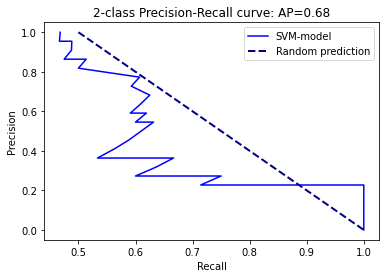 2-class Precision-Recall curve: AP=0.68
SVM-model
Random prediction
Precision
1.0
0.8
0.6
0.4
0.2
0.0
0.5 0.6 0.7 0.8 0.9 1.0
Recall